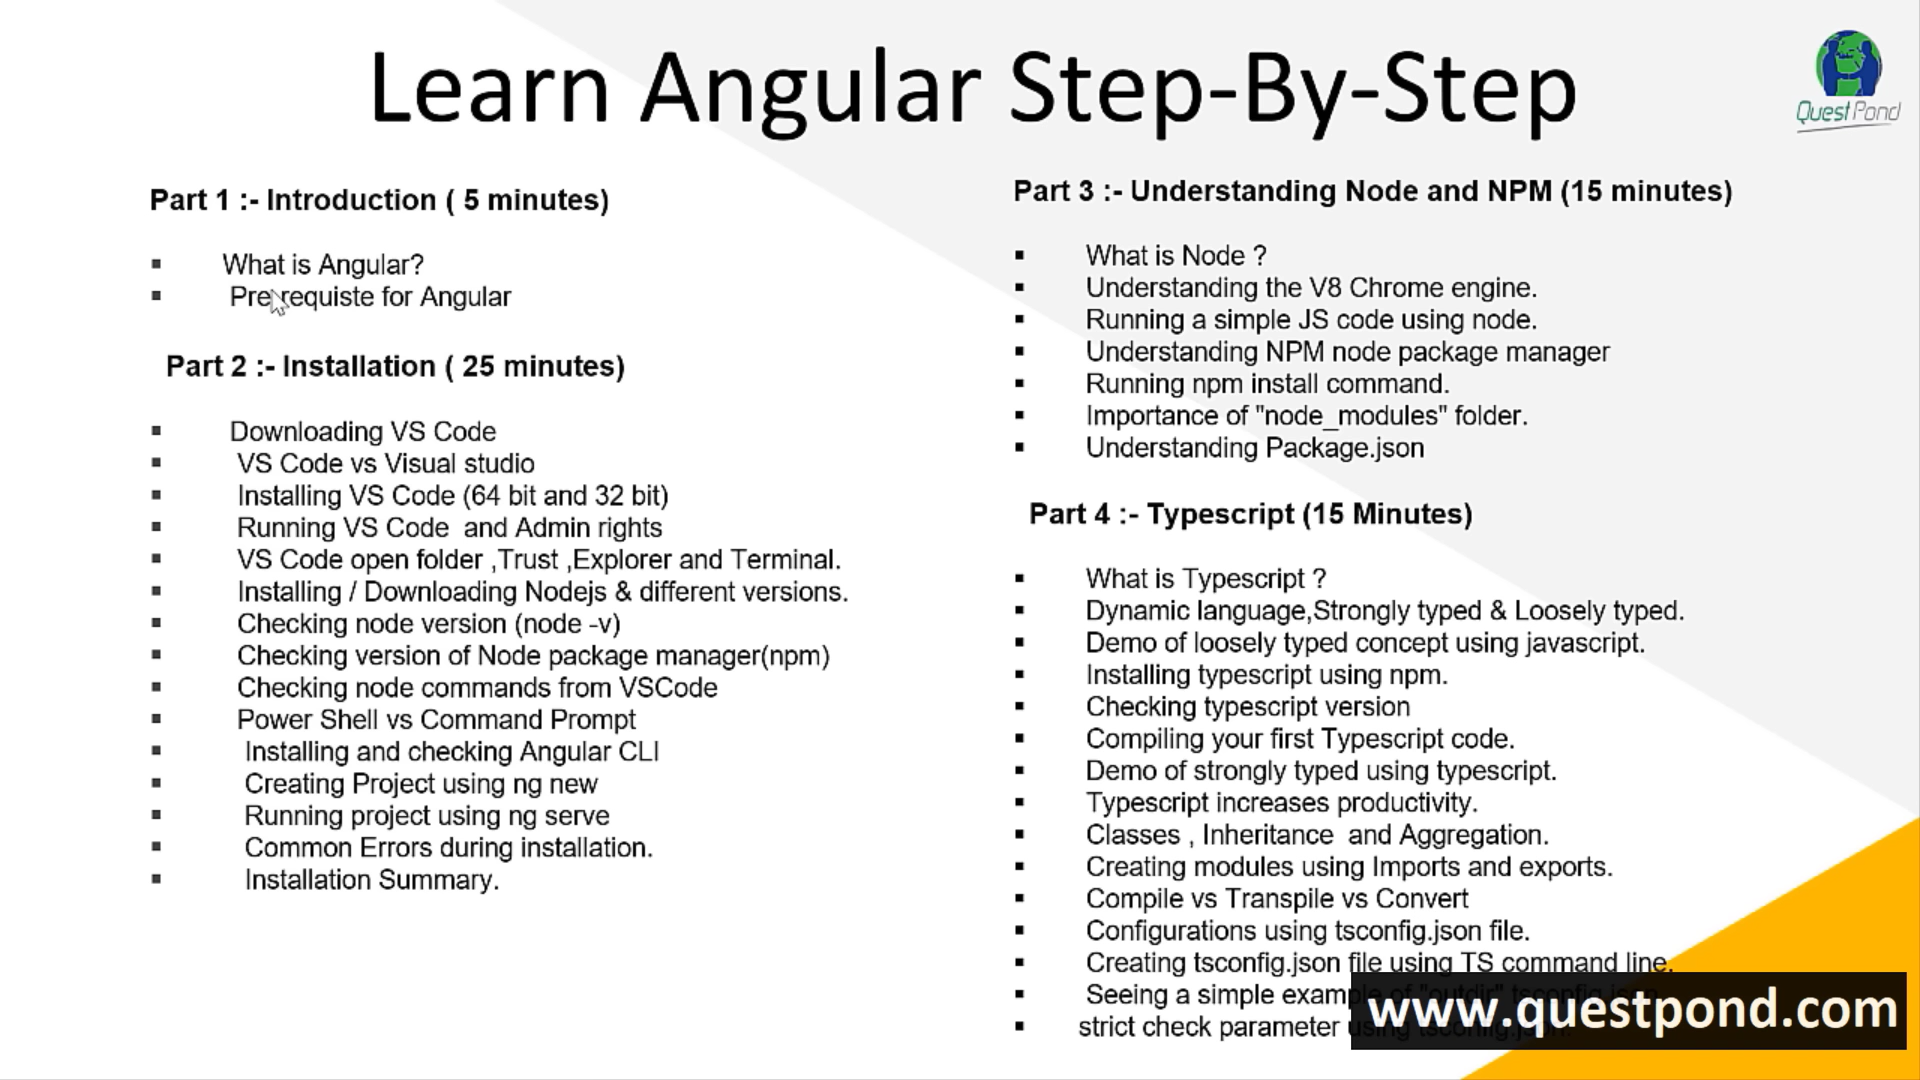 Learn Angular Step-By-Step
QuestPond
Part 1 :- Introduction ( 5 minutes)
What is Angular?
Pre-requiste for Angular
Part 2 :- Installation ( 25 minutes)
Downloading VS Code
VS Code vs Visual studio
Installing VS Code (64 bit and 32 bit)
Running VS Code and Admin rights
VS Code open folder ,Trust ,Explorer and Terminal.
Installing / Downloading Nodejs & different versions.
Checking node version (node -v)
Checking version of Node package manager(npm)
Checking node commands from VSCode
Power Shell vs Command Prompt
Installing and checking Angular CLI
Creating Project using ng new
Running project using ng serve
Common Errors during installation.
Installation Summary.
Part 3 :- Understanding Node and NPM (15 minutes)
What is Node ?
Understanding the V8 Chrome engine.
Running a simple JS code using node.
Understanding NPM node package manager
Running npm install command.
Importance of "node_modules" folder.
Understanding Package.json
Part 4 :- Typescript (15 Minutes)
What is Typescript ?
Dynamic language,Strongly typed & Loosely typed.
Demo of loosely typed concept using javascript.
Installing typescript using npm.
Checking typescript version
Compiling your first Typescript code.
Demo of strongly typed using typescript.
Typescript increases productivity.
Classes , Inheritance and Aggregation.
Creating modules using Imports and exports.
Compile vs Transpile vs Convert
Configurations using tsconfig.json file.
Creating tsconfig.json file using TS command line.
Seeing a simple example of "outdir" tsconfig.json
strict check parameter using tsconfig.json
www.questpond.com